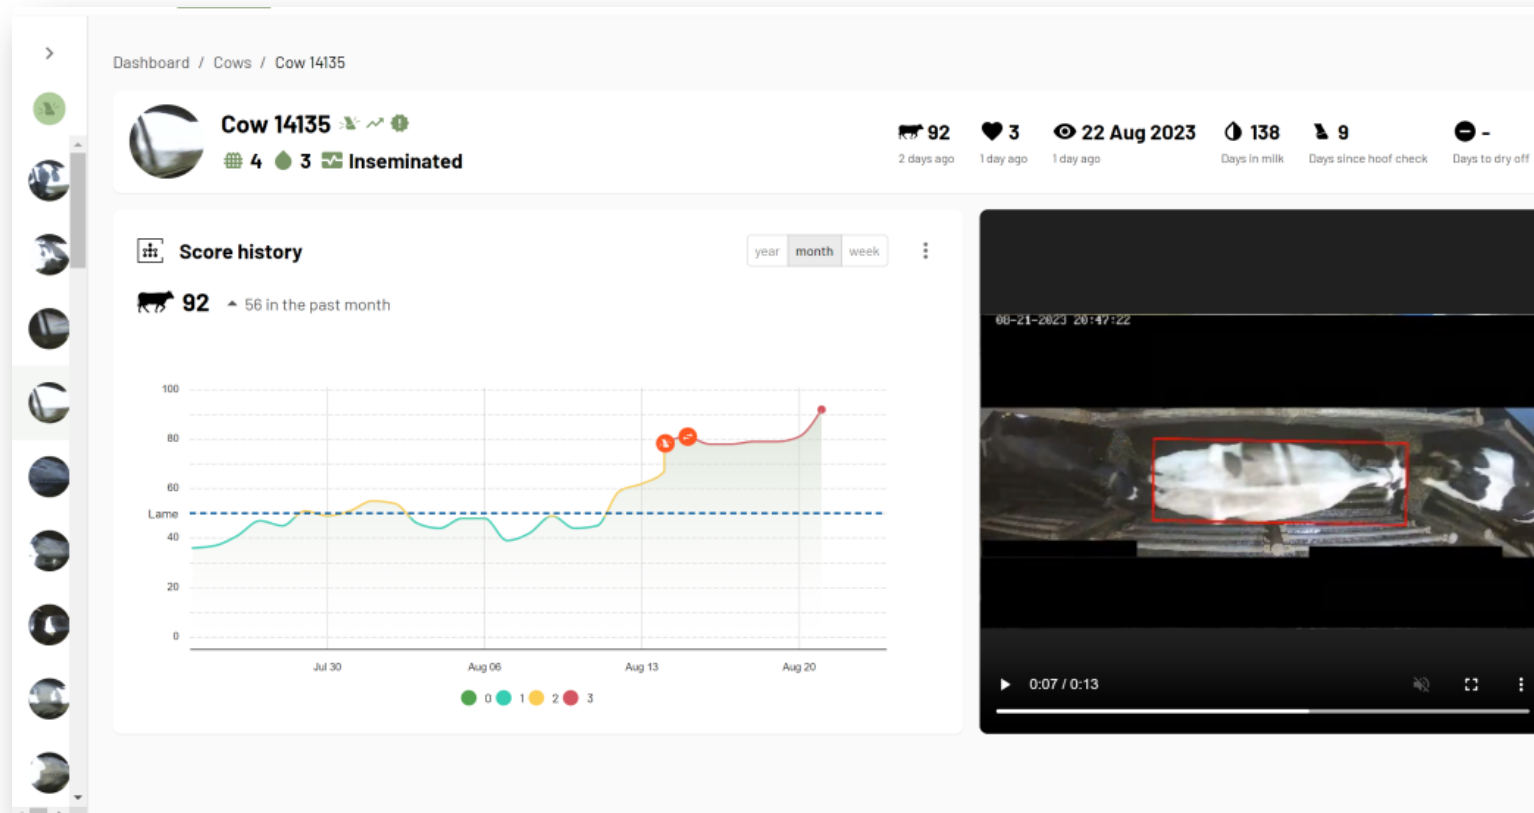 Dashboard / Cows / Cow 14135
Cow 14135
4 3 Inseminated
92 3 22 Aug 2023 138 9 -
2 days ago 1 day ago 1 day ago Days in milk Days since hoof check Days to dry off
Score history
year month week
92 56 in the past month
08-21-2023 20:47:22
100
80
60
Lame
40
20
0
Jul 30 Aug 06 Aug 13 Aug 20
0 1 2 3
0:07 / 0:13